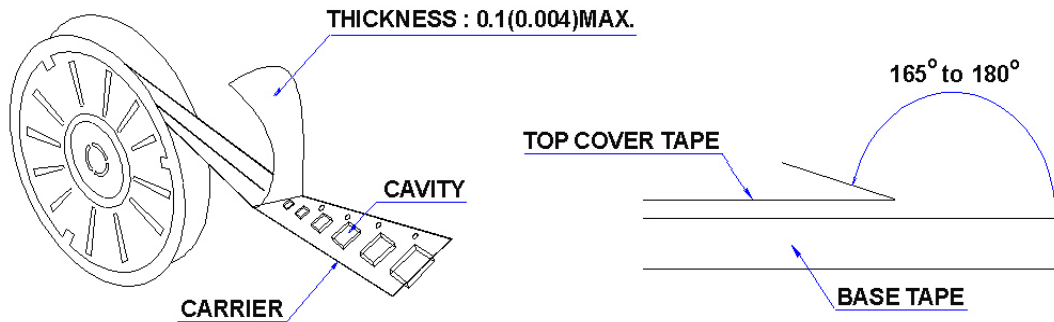 THICKNESS : 0.1(0.004)MAX.
CAVITY
CARRIER
165° to 180°
TOP COVER TAPE
BASE TAPE